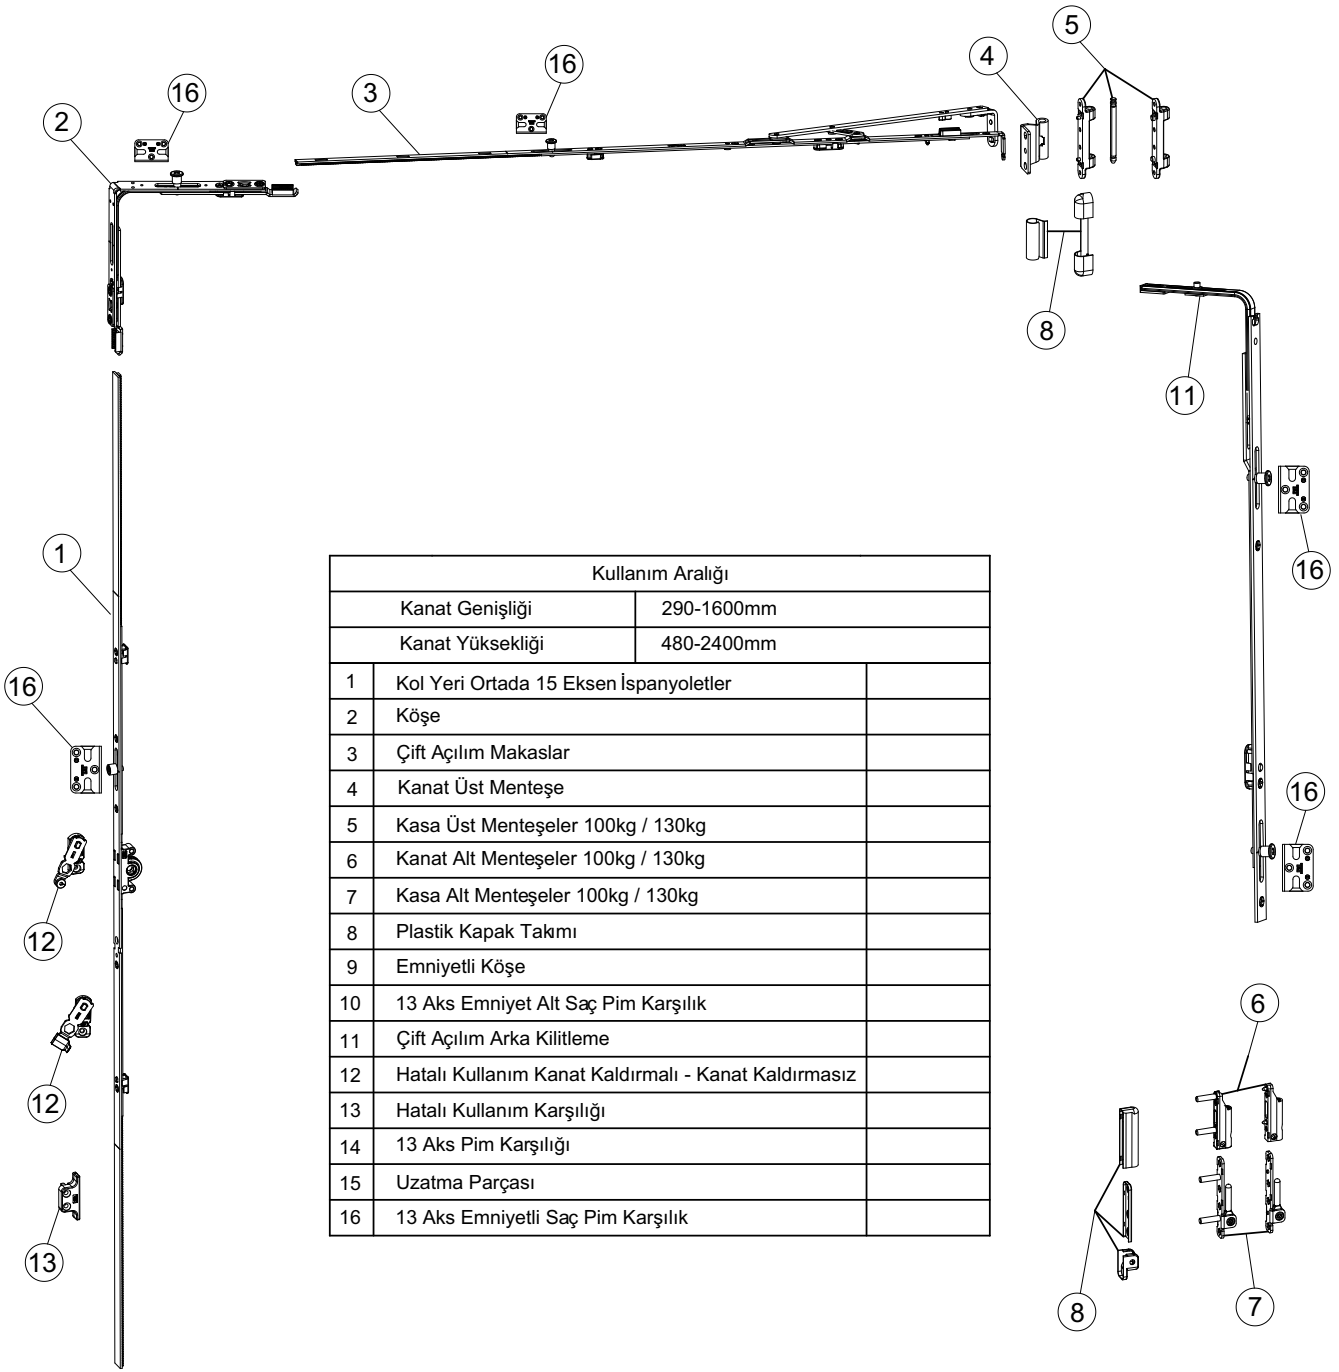 5
16
4
16
3
2
8
11
1
16
16
16
12
12
6
13
8
7
Kullanım Aralığı
Kanat Genişliği 290-1600mm
Kanat Yüksekliği 480-2400mm
1 Kol Yeri Ortada 15 Eksen İspanyoletler
2 Köşe
3 Çift Açılım Makaslar
4 Kanat Üst Menteşe
5 Kasa Üst Menteşeler 100kg / 130kg
6 Kanat Alt Menteşeler 100kg / 130kg
7 Kasa Alt Menteşeler 100kg / 130kg
8 Plastik Kapak Takımı
9 Emniyetli Köşe
10 13 Aks Emniyet Alt Saç Pim Karşılık
11 Çift Açılım Arka Kilitleme
12 Hatalı Kullanım Kanat Kaldırmalı - Kanat Kaldırmasız
13 Hatalı Kullanım Karşılığı
14 13 Aks Pim Karşılığı
15 Uzatma Parçası
16 13 Aks Emniyetli Saç Pim Karşılık